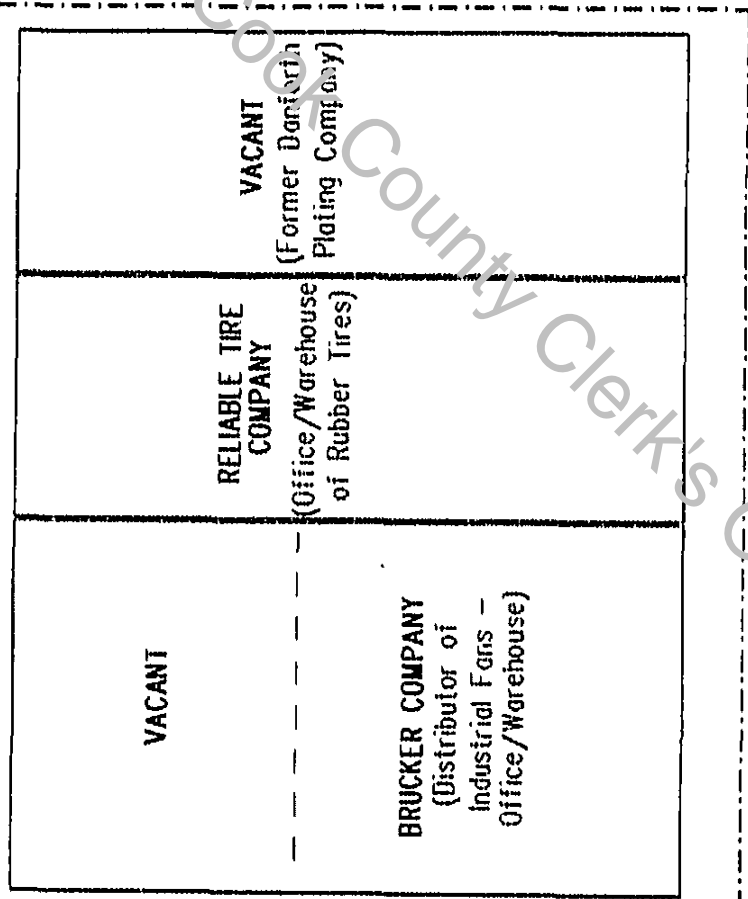 VACANT
(Former Danforth
Plating Company)
RELIABLE TIRE
COMPANY
(Office/Warehouse
of Rubber Tires)
VACANT
BRUCKER COMPANY
(Distributor of
Industrial Fans -
Office/Warehouse)
Cook County Clerk's